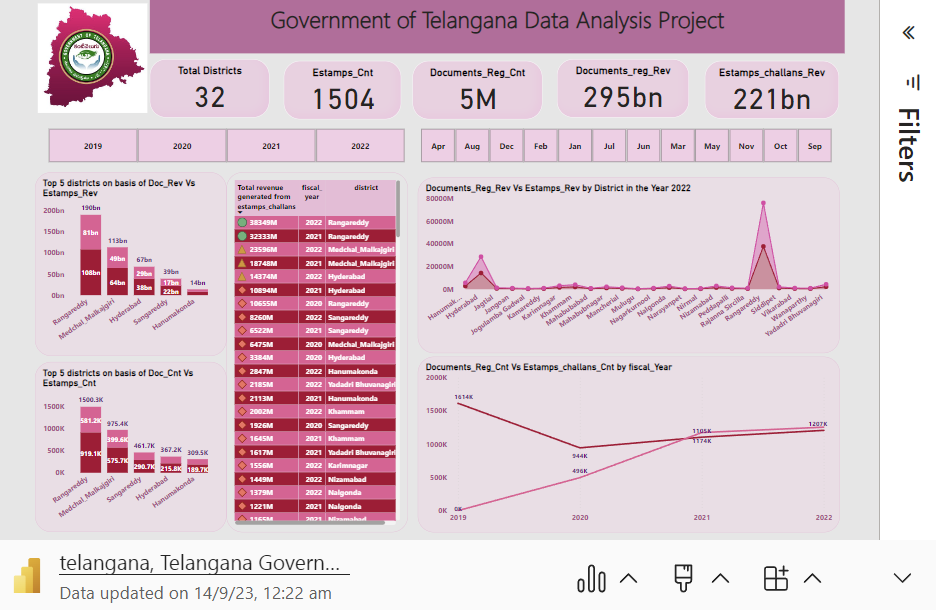 Government of Telangana Data Analysis Project
GOVERNMENT OF TELANGANA
Total Districts
32
Estamps_Cnt
1504
Documents_Reg_Cnt
5M
Documents_reg_Rev
295bn
Estamps_challans_Rev
221bn
2019 2020 2021 2022
Apr Aug Dec Feb Jan Jul Jun Mar May Nov Oct Sep
Filters
Top 5 districts on basis of Doc_Rev Vs
Estamps_Rev
200bn
150bn
100bn
50bn
0bn
190bn
81bn
108bn
113bn
49bn
64bn
67bn
29bn
38bn
39bn
17bn
22bn
14bn
Rangareddy
Medchal_Malkajgiri
Hyderabad
Sangareddy
Hanumakonda
Top 5 districts on basis of Doc_Cnt Vs
Estamps_Cnt
1500K
1000K
500K
0K
1500.3K
581.2K
919.1K
975.4K
399.6K
575.7K
461.7K
290.7K
367.2K
215.8K
309.5K
189.7K
Rangareddy
Medchal_Malkajgiri
Sangareddy
Hyderabad
Hanumakonda
Total revenue
generated from
estamps_challans
fiscal_
year
district
38349M 2022 Rangareddy
32333M 2021 Rangareddy
23596M 2022 Medchal_Malkajgiri
18748M 2021 Medchal_Malkajgiri
14374M 2022 Hyderabad
10894M 2021 Hyderabad
10655M 2020 Rangareddy
8260M 2022 Sangareddy
6522M 2021 Sangareddy
6475M 2020 Medchal_Malkajgiri
3384M 2020 Hyderabad
2847M 2022 Hanumakonda
2185M 2022 Yadadri Bhuvanagiri
2113M 2021 Hanumakonda
2002M 2022 Khammam
1926M 2020 Sangareddy
1645M 2021 Khammam
1617M 2021 Yadadri Bhuvanagiri
1556M 2022 Karimnagar
1449M 2022 Nizamabad
1379M 2022 Nalgonda
1221M 2021 Nalgonda
1165M 2021 Nizamabad
Documents_Reg_Rev Vs Estamps_Rev by District in the Year 2022
80000M
60000M
40000M
20000M
0M
Hanumak...
Hyderabad
Jagtial
Jangoan
Jogulamba Gadwal
Kamareddy
Karimnagar
Khammam
Mahabubabad
Mahabubnagar
Mancherial
Mulugu
Nagarkurnool
Nalgonda
Narayanpet
Nirmal
Nizamabad
Peddapalli
Rajanna Sircilla
Rangareddy
Siddipet
Vikarabad
Wanaparthy
Yadadri Bhuvanagiri
Documents_Reg_Cnt Vs Estamps_challans_Cnt by fiscal_Year
2000K
1500K
1000K
500K
0K
1614K
944K
496K
0K
1105K
1174K
1207K
2019 2020 2021 2022
telangana, Telangana Govern...
Data updated on 14/9/23, 12:22 am